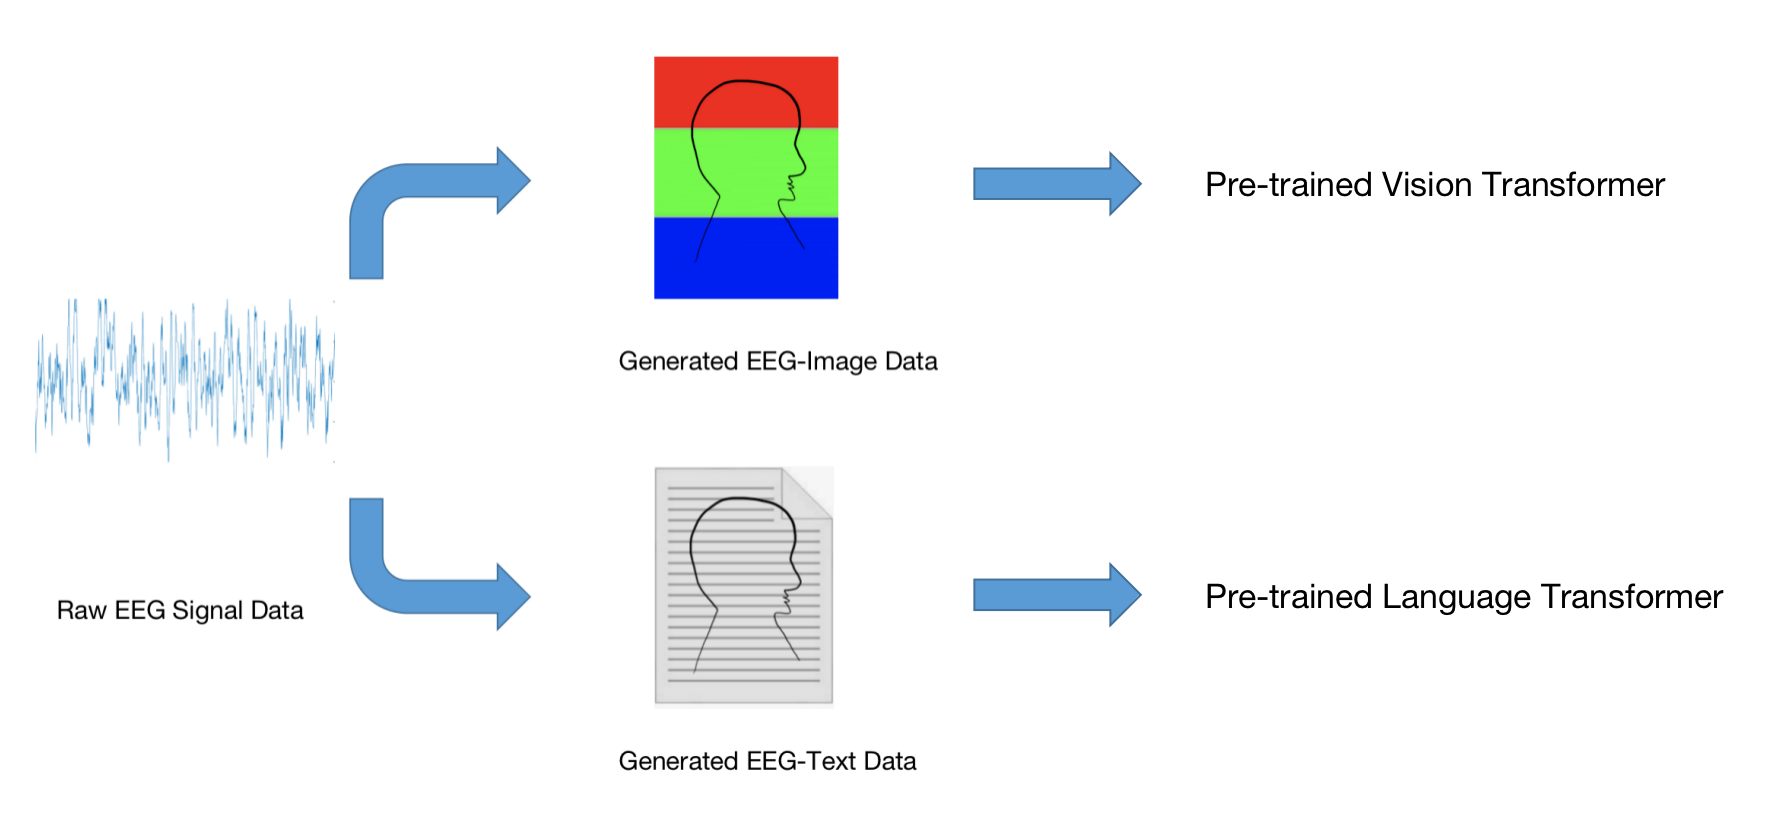 Pre-trained Vision Transformer
Generated EEG-Image Data
Raw EEG Signal Data
Pre-trained Language Transformer
Generated EEG-Text Data